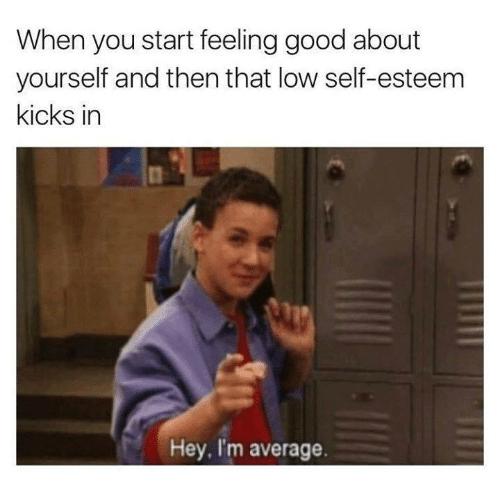 When you start feeling good about
yourself and then that low self-esteem
kicks in
Hey, I'm average.